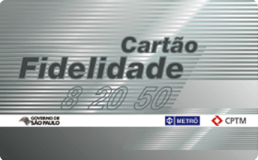 Cartão
Fidelidade
8 20 50
GOVERNO DE
SÃO PAULO
METRÔ
CPTM